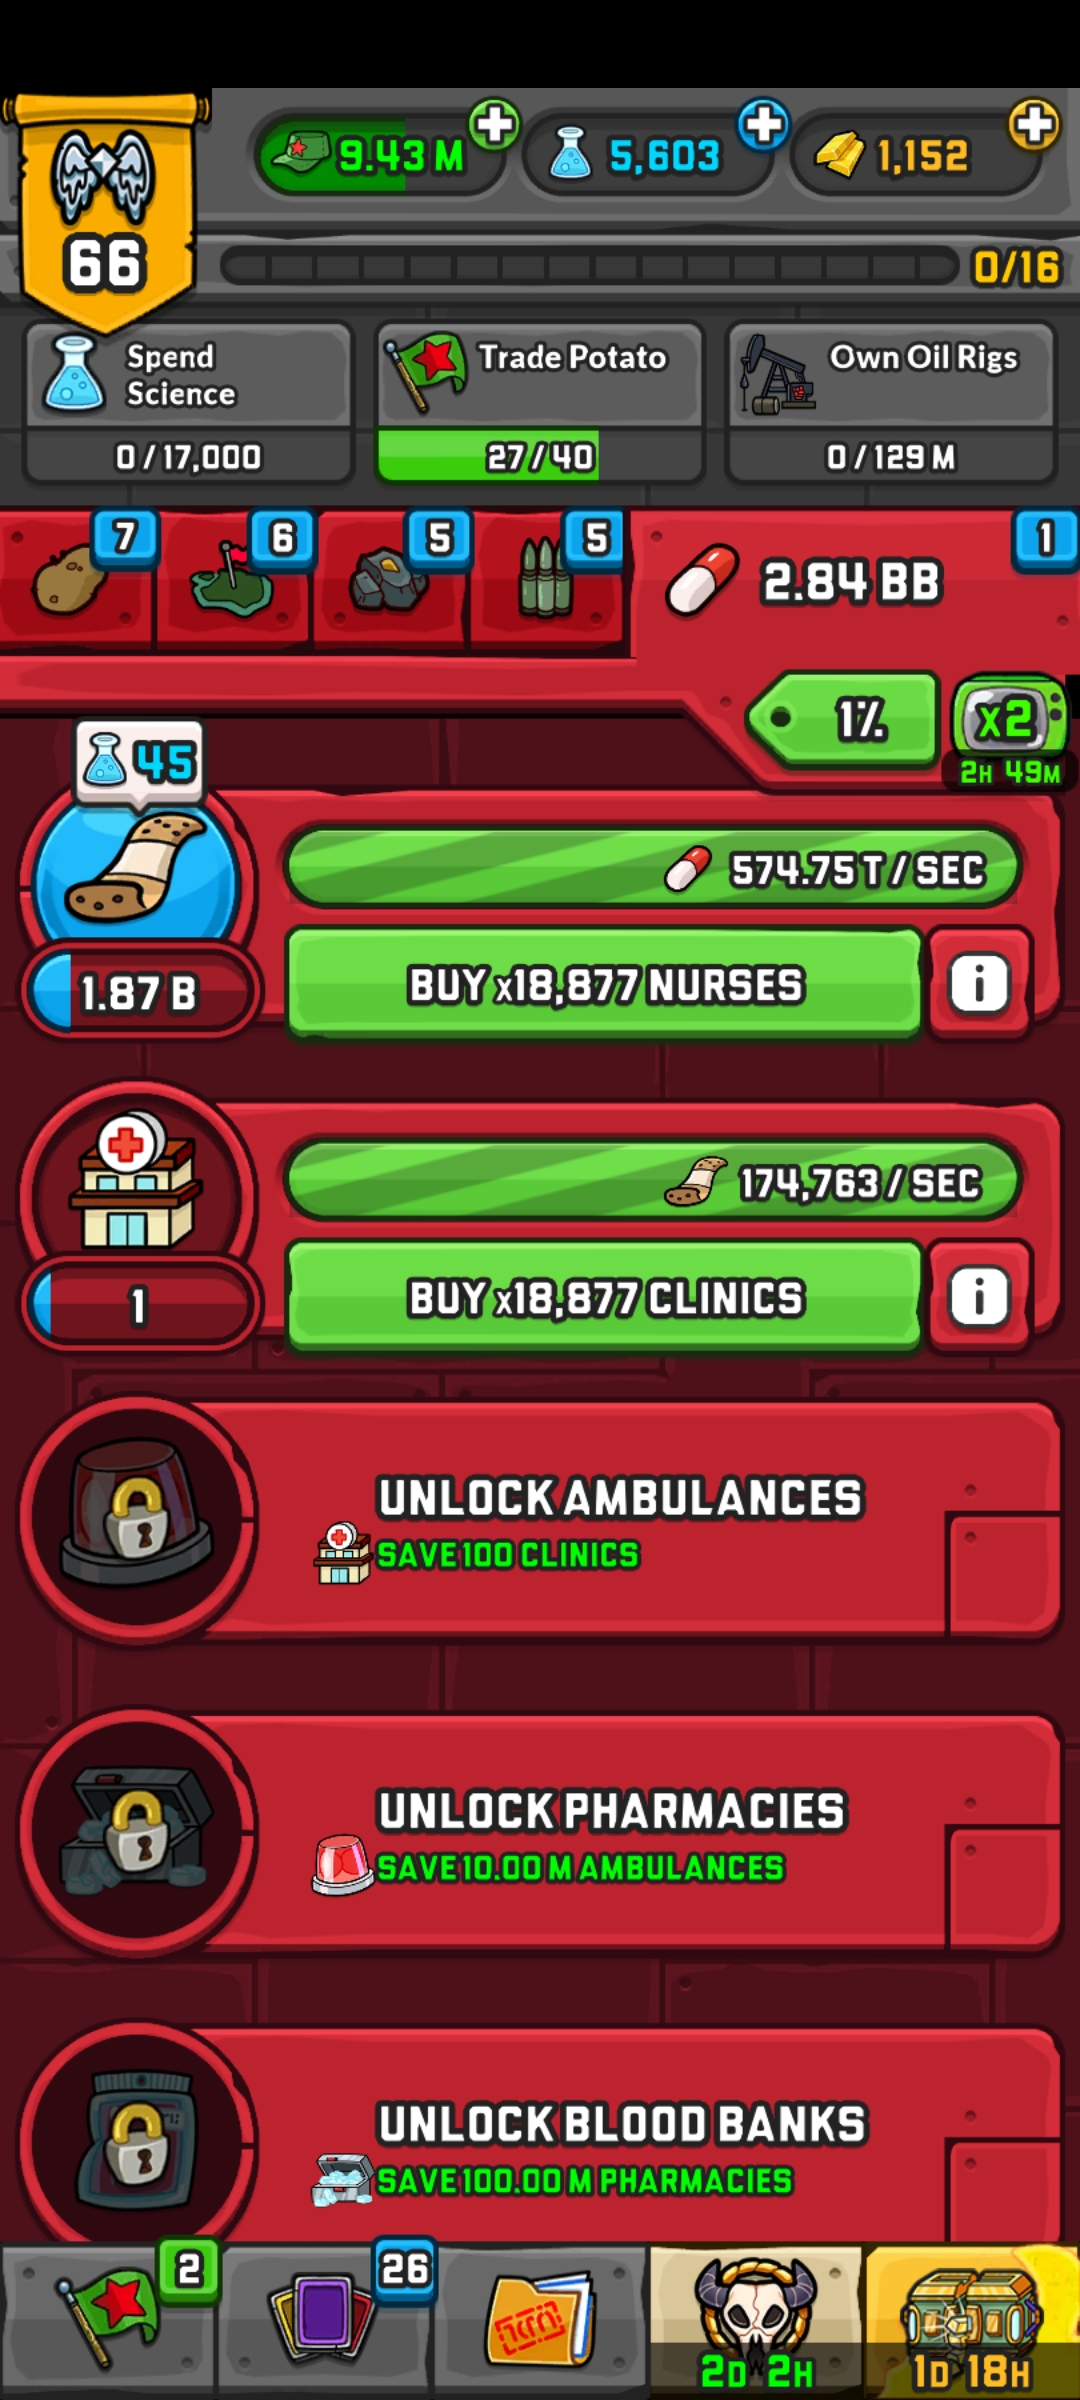 9.43 M
5,603
1,152
66
0/16
Spend
Science
Trade Potato
Own Oil Rigs
0 / 17,000
27 / 40
0 / 129 M
7
6
5
5
1
2.84 BB
1%
x2
2H 49M
45
574.75 T / SEC
BUY x18,877 NURSES
i
1.87 B
174,763 / SEC
BUY x18,877 CLINICS
i
1
UNLOCK AMBULANCES
SAVE 100 CLINICS
UNLOCK PHARMACIES
SAVE 10.00 M AMBULANCES
UNLOCK BLOOD BANKS
SAVE 100.00 M PHARMACIES
2
26
2D 2H
1D 18H